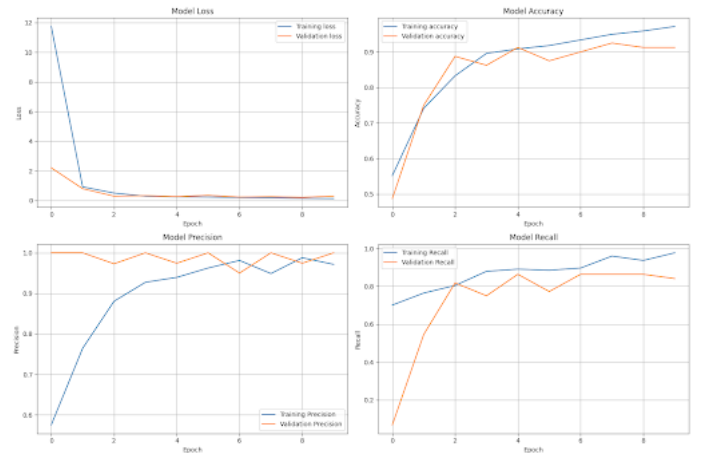 Model Loss
12
10
8
6
4
2
0
Loss
Training loss
Validation loss
0 2 4 6 8
Epoch
Model Accuracy
0.9
0.8
0.7
0.6
0.5
Accuracy
Training accuracy
Validation accuracy
0 2 4 6 8
Epoch
Model Precision
1.0
0.9
0.8
0.7
0.6
Precision
Training Precision
Validation Precision
0 2 4 6 8
Epoch
Model Recall
1.0
0.8
0.6
0.4
0.2
Recall
Training Recall
Validation Recall
0 2 4 6 8
Epoch